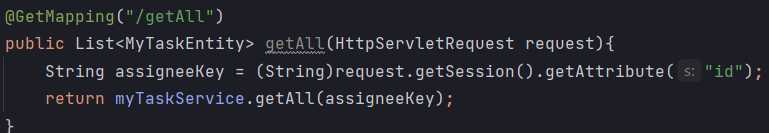 @GetMapping("/getAll")
public List<MyTaskEntity> getAll(HttpServletRequest request){
    String assigneeKey = (String)request.getSession().getAttribute( s: "id");
    return myTaskService.getAll(assigneeKey);
}